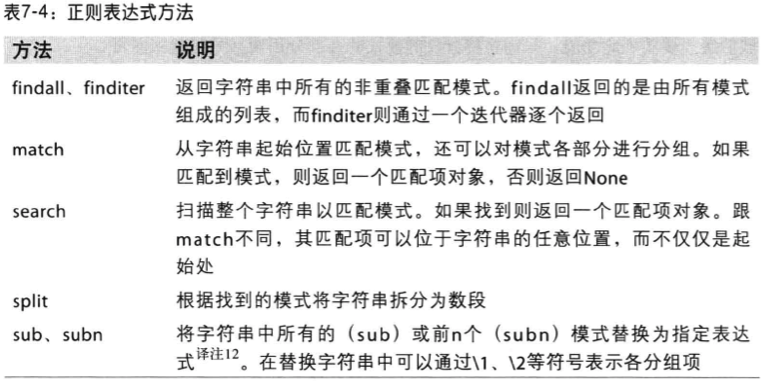 表7-4：正则表达式方法
方法 说明
findall、finditer 返回字符串中所有的非重叠匹配模式。findall返回的是由所有模式
组成的列表，而finditer则通过一个迭代器逐个返回
match 从字符串起始位置匹配模式，还可以对模式各部分进行分组。如果
匹配到模式，则返回一个匹配项对象，否则返回None
search 扫描整个字符串以匹配模式。如果找到则返回一个匹配项对象。跟
match不同，其匹配项可以位于字符串的任意位置，而不仅仅是起
始处
split 根据找到的模式将字符串拆分为数段
sub、subn 将字符串中所有的（sub）或前n个（subn）模式替换为指定表达
式译注12。在替换字符串中可以通过\1、\2等符号表示各分组项